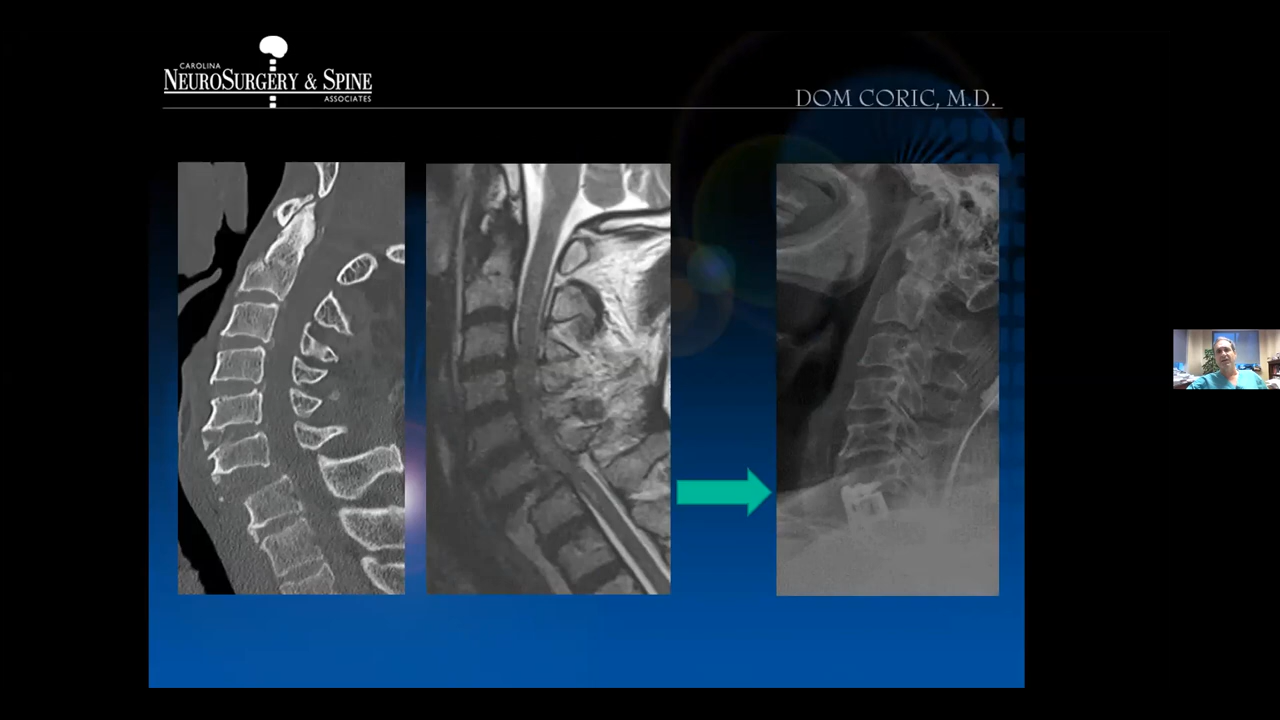 CAROLINA
NEUROSURGERY & SPINE
ASSOCIATES
DOM CORIC, M.D.